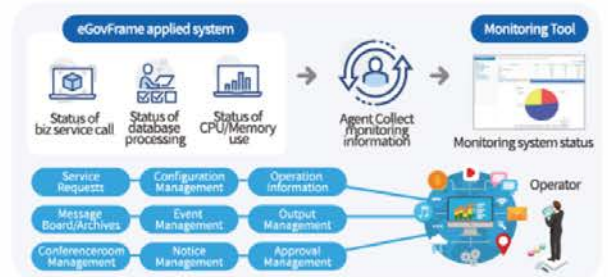 eGovFrame applied system
Monitoring Tool
Status of
biz service call
Status of
database
processing
Status of
CPU/Memory
use
Agent Collect
monitoring
information
Monitoring system status
Service
Requests
Configuration
Management
Operation
Information
Operator
Message
Board/Archives
Event
Management
Output
Management
Conferenceroom
Management
Notice
Management
Approval
Management